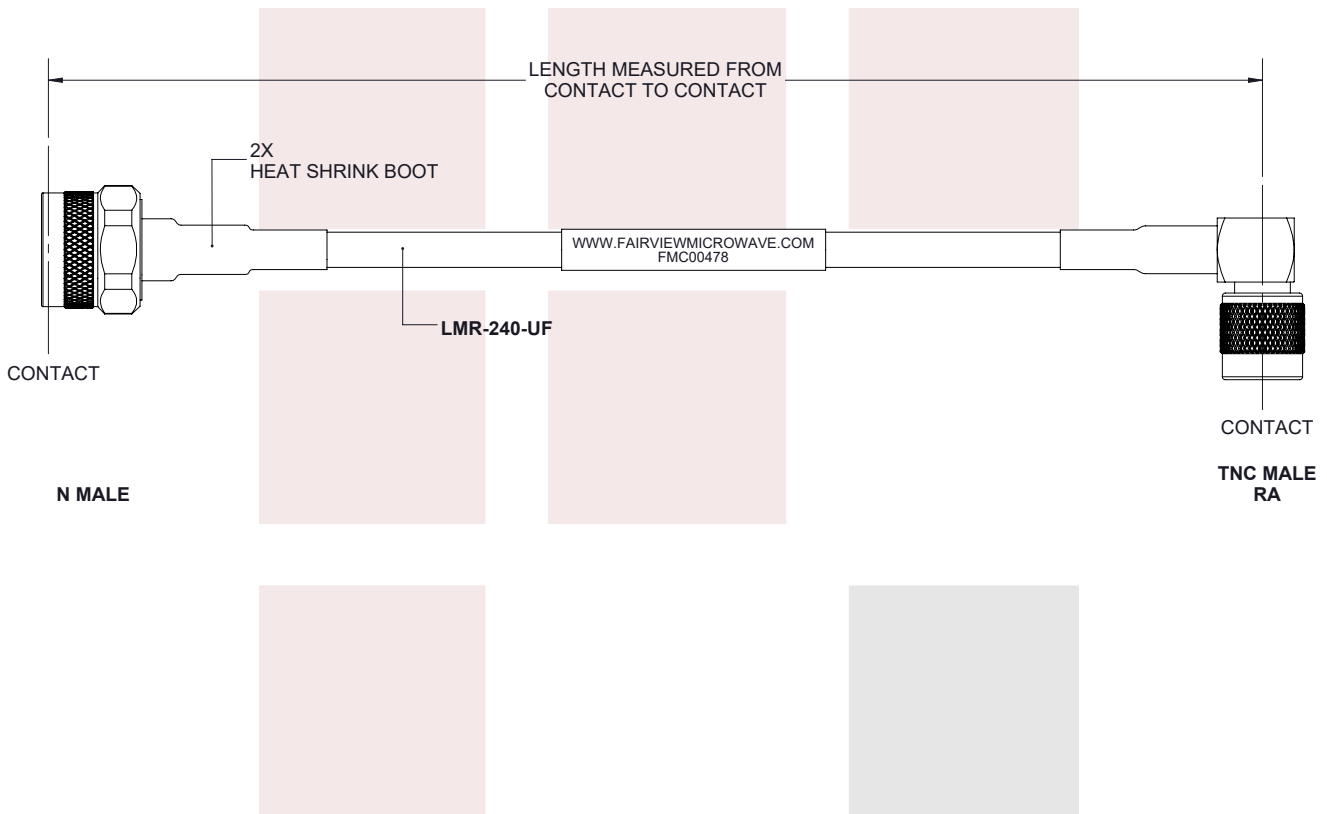 LENGTH MEASURED FROM
CONTACT TO CONTACT
2X
HEAT SHRINK BOOT
WWW.FAIRVIEWMICROWAVE.COM
FMC00478
LMR-240-UF
CONTACT
CONTACT
N MALE
TNC MALE
RA